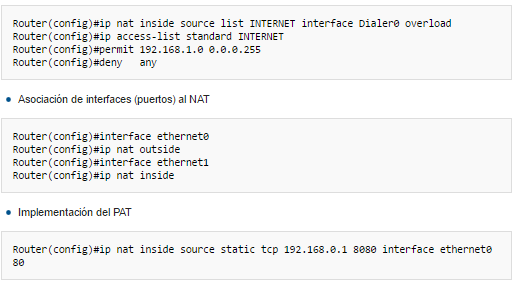 Router(config)#ip nat inside source list INTERNET interface Dialer0 overload
Router(config)#ip access-list standard INTERNET
Router(config)#permit 192.168.1.0 0.0.0.255
Router(config)#deny   any
• Asociación de interfaces (puertos) al NAT
Router(config)#interface ethernet0
Router(config)#ip nat outside
Router(config)#interface ethernet1
Router(config)#ip nat inside
• Implementación del PAT
Router(config)#ip nat inside source static tcp 192.168.0.1 8080 interface ethernet0
80